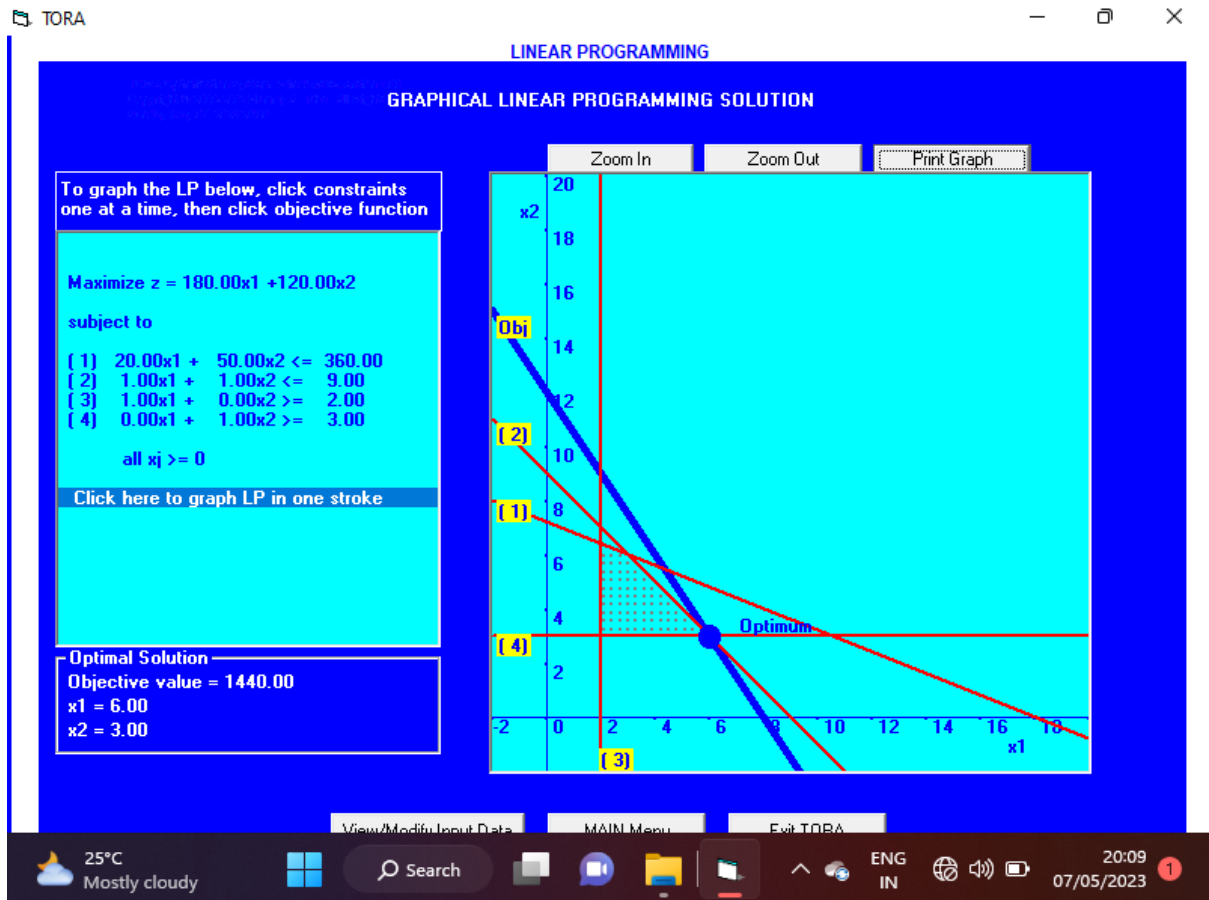 TORA
LINEAR PROGRAMMING
GRAPHICAL LINEAR PROGRAMMING SOLUTION
Zoom In
Zoom Out
Print Graph
To graph the LP below, click constraints
one at a time, then click objective function
Maximize z = 180.00x1 +120.00x2
subject to
( 1) 20.00x1 + 50.00x2 <= 360.00
( 2) 1.00x1 + 1.00x2 <= 9.00
( 3) 1.00x1 + 0.00x2 >= 2.00
( 4) 0.00x1 + 1.00x2 >= 3.00
all xj >= 0
Click here to graph LP in one stroke
Optimal Solution
Objective value = 1440.00
x1 = 6.00
x2 = 3.00
20
x2
18
16
Obj
14
12
( 2)
10
( 1)
8
6
4
Optimum
( 4)
2
-2 0 2 4 6 8 10 12 14 16 18
x1
( 3)
View/Modify Input Data
MAIN Menu
Exit TORA
25°C
Mostly cloudy
Search
ENG
IN
20:09
07/05/2023
1